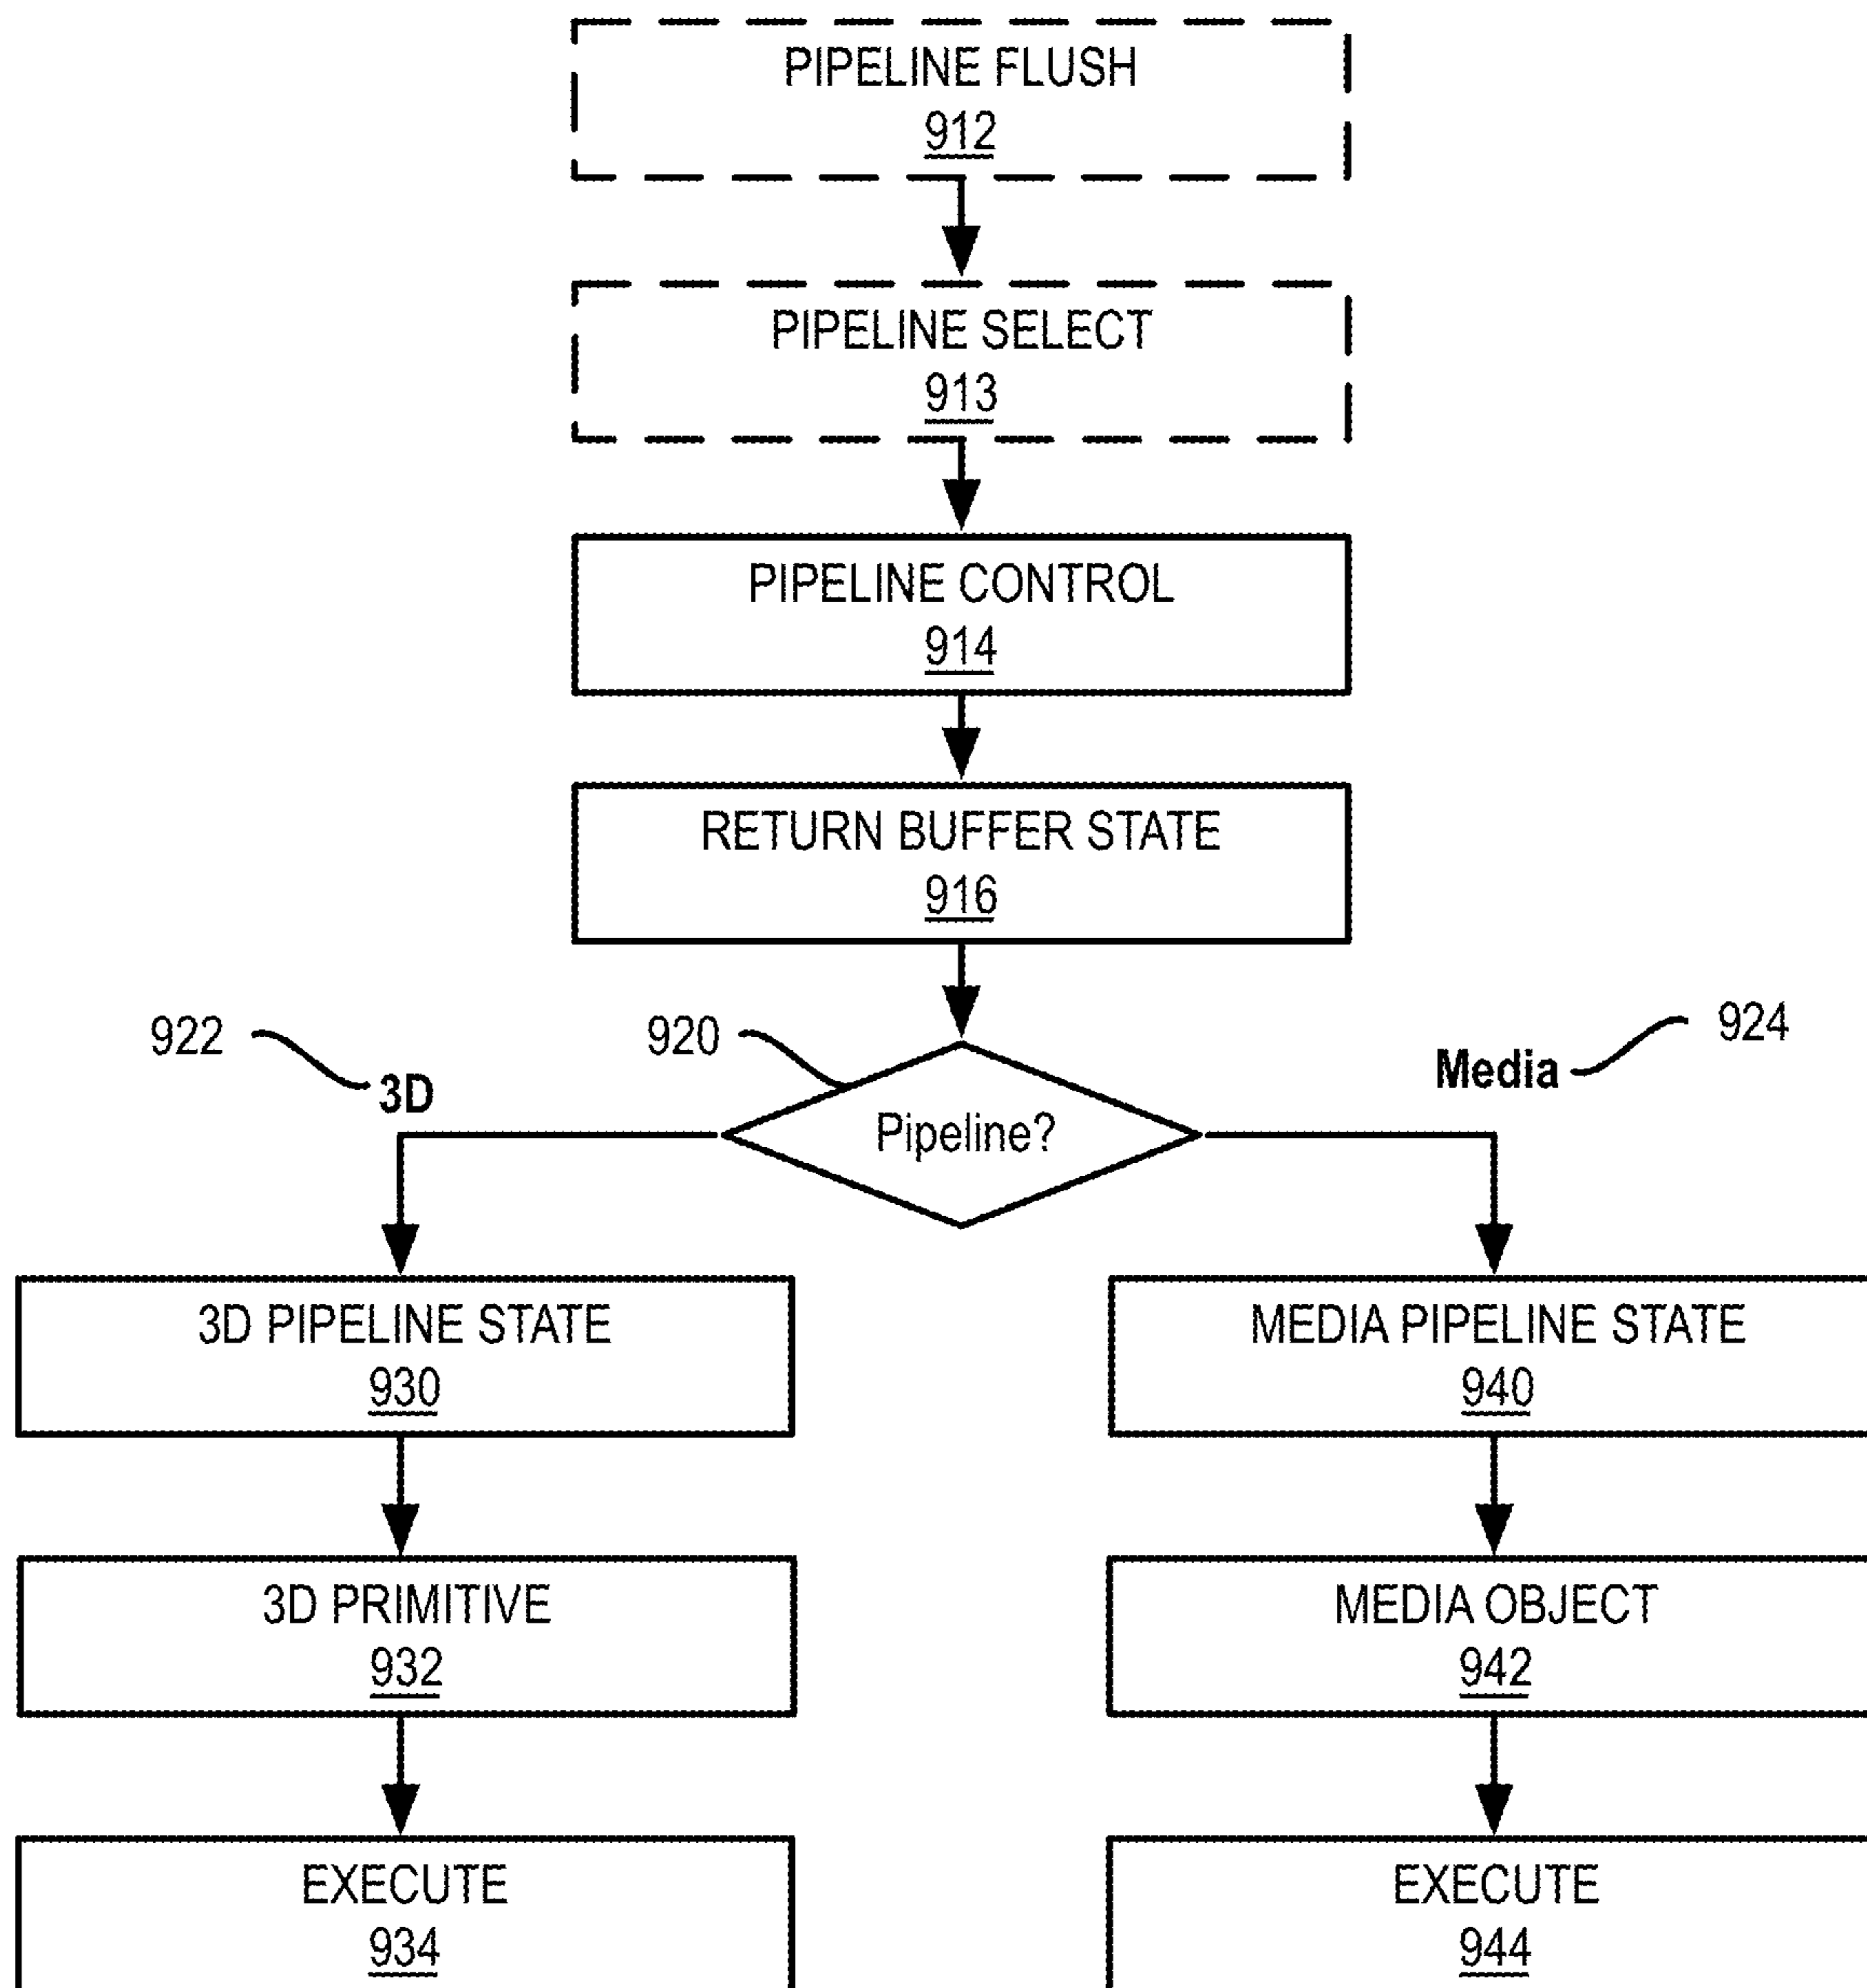 PIPELINE FLUSH
912
PIPELINE SELECT
913
PIPELINE CONTROL
914
RETURN BUFFER STATE
916
922
920
924
3D
Media
Pipeline?
3D PIPELINE STATE
930
MEDIA PIPELINE STATE
940
3D PRIMITIVE
932
MEDIA OBJECT
942
EXECUTE
934
EXECUTE
944